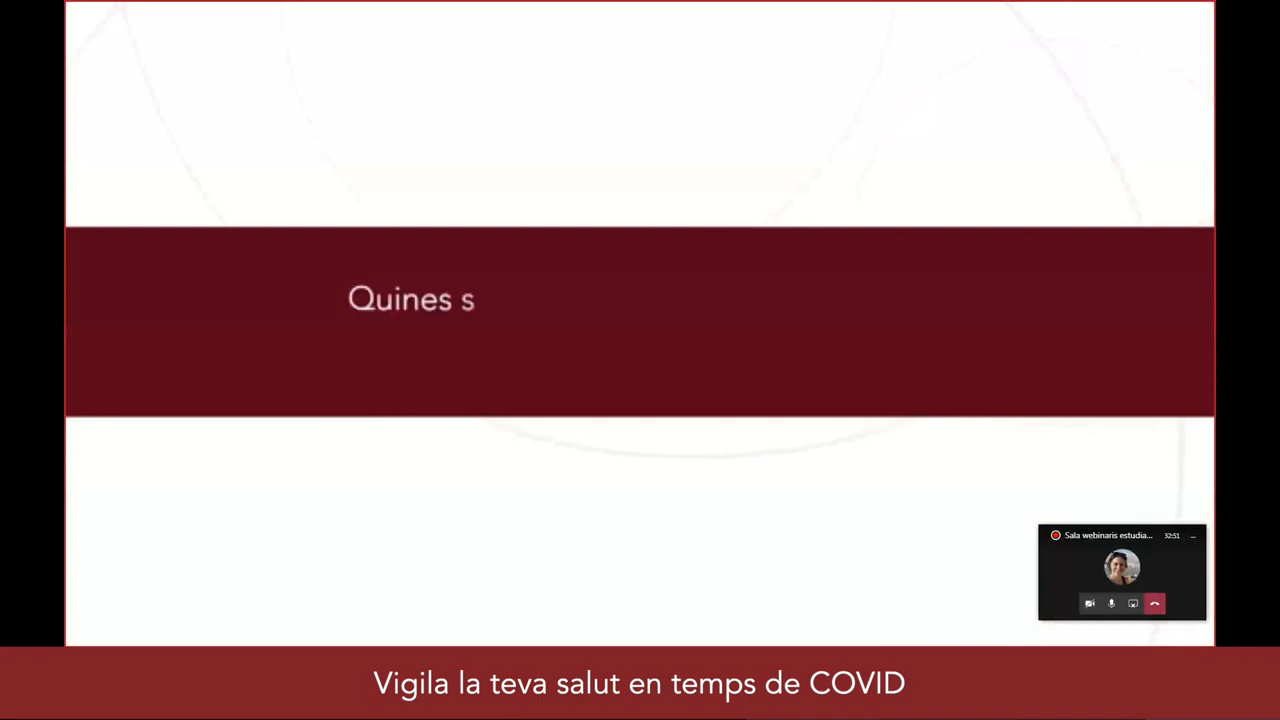 Quines s
Sala webinaris estudia...
32:51
Vigila la teva salut en temps de COVID